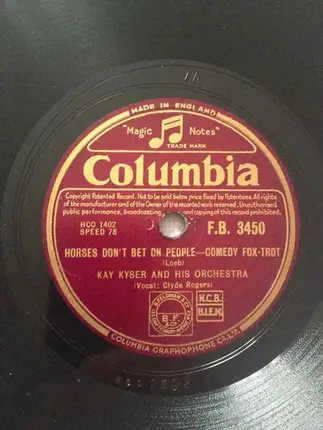 MADE IN ENGLAND
"Magic Notes"
TRADE MARK
Columbia
Copyright Patented Record. Not to be sold below price fixed by Patentees. All rights
of the manufacturer and of the Owner of the recorded work reserved. Unauthorised
public performance, broadcasting and copying of this record prohibited.
HCO 1402
SPEED 78
F.B. 3450
HORSES DON'T BET ON PEOPLE—COMEDY FOX-TROT
(Loeb)
KAY KYSER AND HIS ORCHESTRA
(Vocal: Clyde Rogers)
B. FELDMAN & CO
B.F. & Co
N.C.B.
B.I.E.M.
COLUMBIA GRAPHOPHONE CO. LTD.